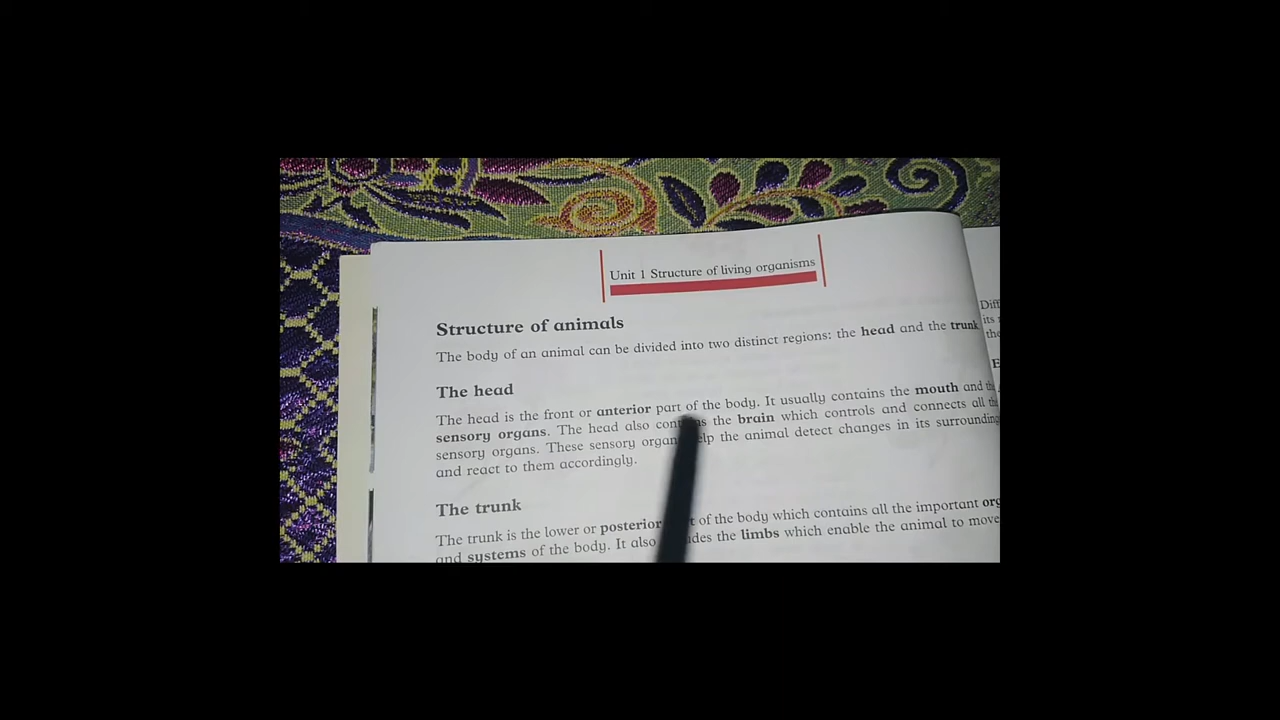 Unit 1 Structure of living organisms
Structure of animals
The body of an animal can be divided into two distinct regions: the head and the trunk
The head
The head is the front or anterior part of the body. It usually contains the mouth and
sensory organs. The head also the brain which controls and connects all
sensory organs. These sensory the animal detect changes in its
and react to them accordingly.
The trunk
The trunk is the lower or posterior of the body which contains all the important
and systems of the body. It also the limbs which enable the animal to move
Diff
its
the
E